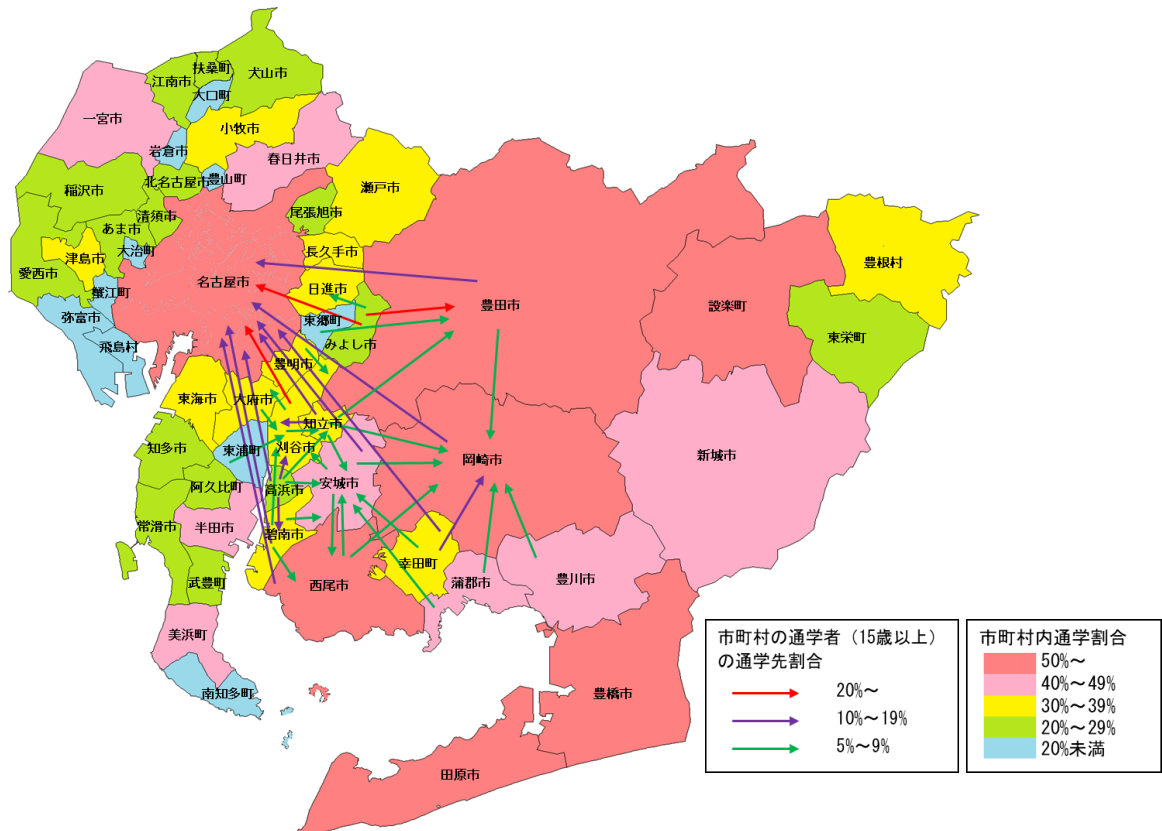 扶桑町
犬山市
江南市
大口町
一宮市
小牧市
岩倉市
春日井市
北名古屋市
豊山町
瀬戸市
稲沢市
尾張旭市
清須市
あま市
大治町
長久手市
津島市
豊根村
愛西市
名古屋市
日進市
蟹江町
豊田市
設楽町
弥富市
東郷町
飛島村
みよし市
東栄町
豊明市
東海市
大府市
知立市
知多市
東浦町
刈谷市
岡崎市
新城市
安城市
阿久比町
高浜市
常滑市
半田市
碧南市
幸田町
武豊町
西尾市
蒲郡市
豊川市
美浜町
南知多町
豊橋市
田原市
市町村の通学者（15歳以上）
の通学先割合
20%～
10%～19%
5%～9%
市町村内通学割合
50%～
40%～49%
30%～39%
20%～29%
20%未満